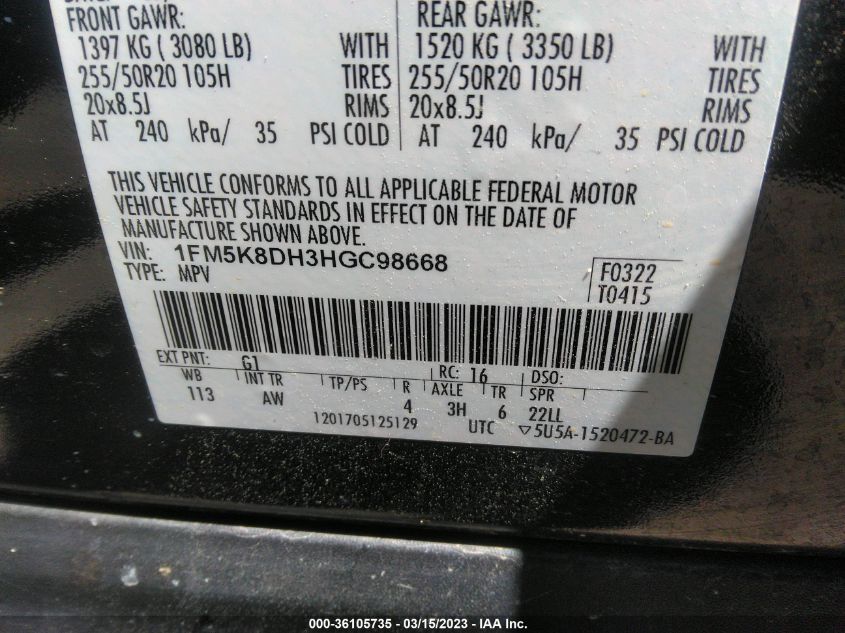 FRONT GAWR: REAR GAWR:
1397 KG ( 3080 LB) WITH 1520 KG ( 3350 LB) WITH
255/50R20 105H TIRES 255/50R20 105H TIRES
20x8.5J RIMS 20x8.5J RIMS
AT 240 kPa/ 35 PSI COLD AT 240 kPa/ 35 PSI COLD
THIS VEHICLE CONFORMS TO ALL APPLICABLE FEDERAL MOTOR
VEHICLE SAFETY STANDARDS IN EFFECT ON THE DATE OF
MANUFACTURE SHOWN ABOVE.
VIN: 1FM5K8DH3HGC98668
TYPE: MPV
F0322
T0415
EXT PNT: G1 RC: 16 DSO:
WB INT TR TP/PS R AXLE TR SPR
113 AW 4 3H 6 22LL
1201705125129 UTC ▽5U5A-1520472-BA
000-36105735 - 03/15/2023 - IAA Inc.